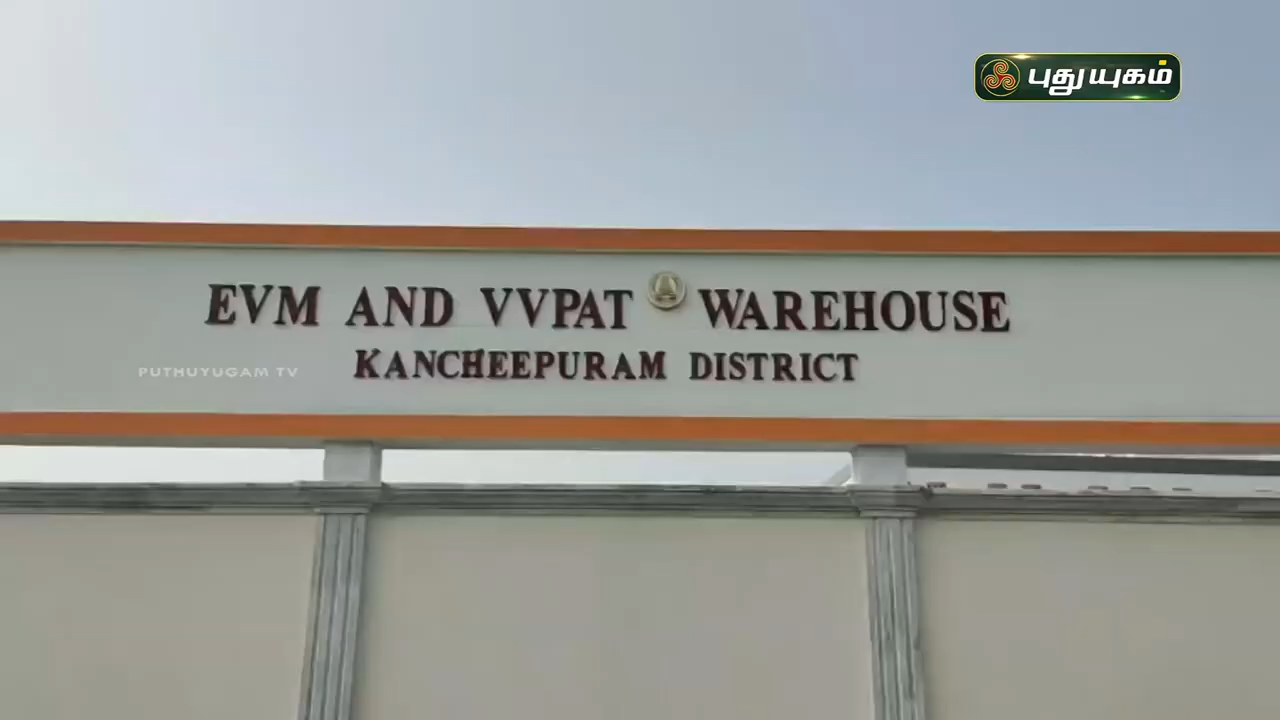 புதுயுகம்
EVM AND VVPAT WAREHOUSE
KANCHEEPURAM DISTRICT
PUTHUYUGAM TV